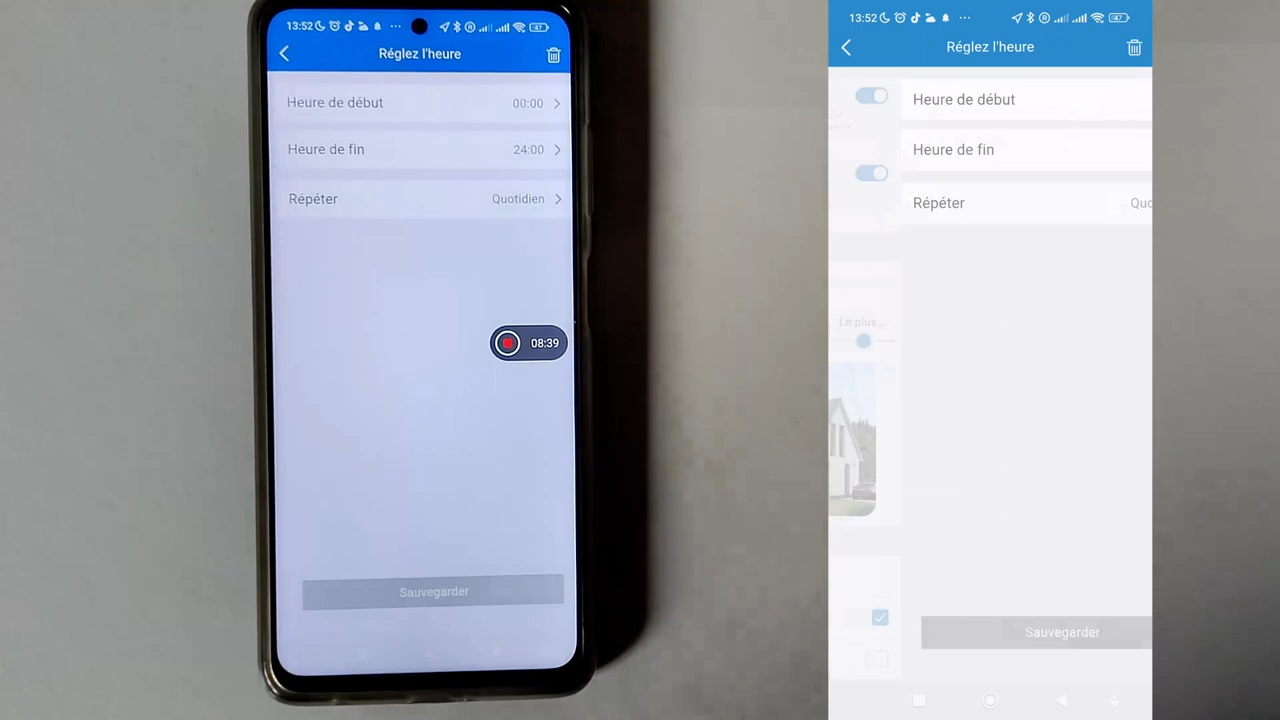 13:52
Réglez l'heure
Heure de début 00:00
Heure de fin 24:00
Répéter Quotidien
08:39
Sauvegarder
13:52
Réglez l'heure
Heure de début
Heure de fin
Répéter Quo
Le plus ...
Sauvegarder